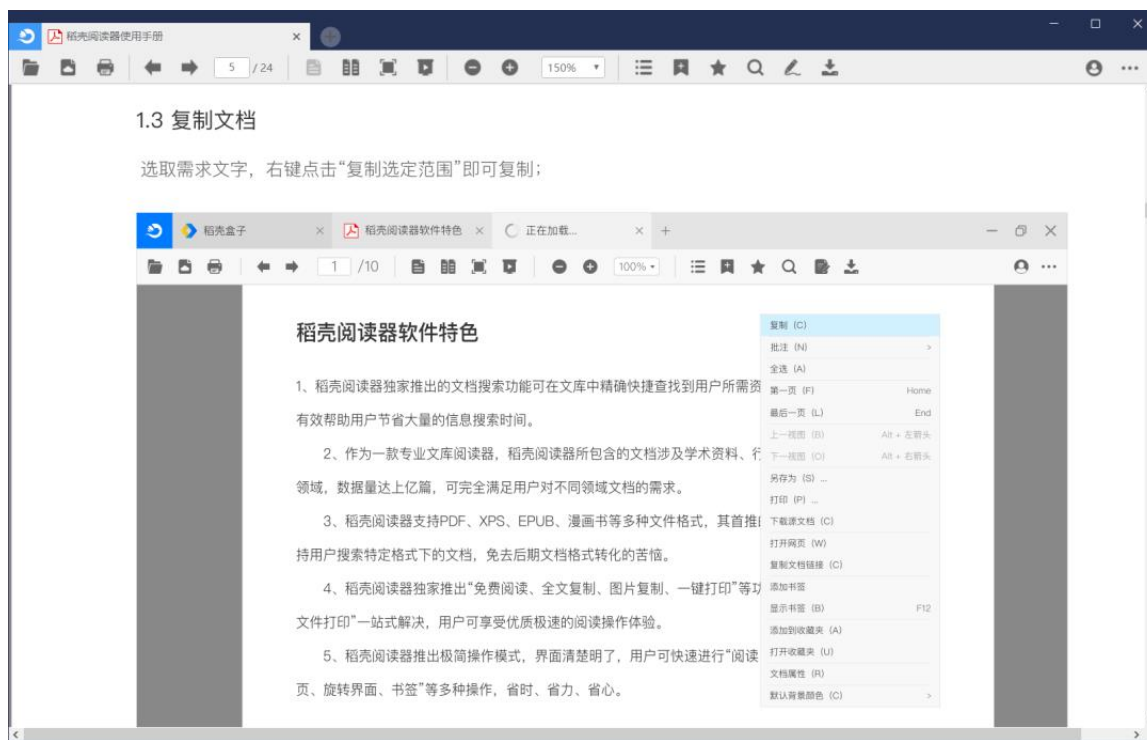 稻壳阅读器使用手册
5 /24
150%
1.3 复制文档
选取需求文字，右键点击“复制选定范围”即可复制；
稻壳盒子 稻壳阅读器软件特色 正在加载...
1 /10 100%
稻壳阅读器软件特色
1、稻壳阅读器独家推出的文档搜索功能可在文库中精确快捷查找到用户所需资
有效帮助用户节省大量的信息搜索时间。
2、作为一款专业文库阅读器，稻壳阅读器所包含的文档涉及学术资料、行
领域，数据量达上亿篇，可完全满足用户对不同领域文档的需求。
3、稻壳阅读器支持PDF、XPS、EPUB、漫画书等多种文件格式，其首推
持用户搜索特定格式下的文档，免去后期文档格式转化的苦恼。
4、稻壳阅读器独家推出“免费阅读、全文复制、图片复制、一键打印”等功
文件打印”一站式解决，用户可享受优质极速的阅读操作体验。
5、稻壳阅读器推出极简操作模式，界面清楚明了，用户可快速进行“阅读
页、旋转界面、书签”等多种操作，省时、省力、省心。
复制 (C)
批注 (N) >
全选 (A)
第一页 (F) Home
最后一页 (L) End
上一视图 (B) Alt + 左箭头
下一视图 (O) Alt + 右箭头
另存为 (S) ...
打印 (P) ...
下载源文档 (C)
打开网页 (W)
复制文档链接 (C)
添加书签
显示书签 (B) F12
添加到收藏夹 (A)
打开收藏夹 (U)
文档属性 (R)
默认背景颜色 (C) >